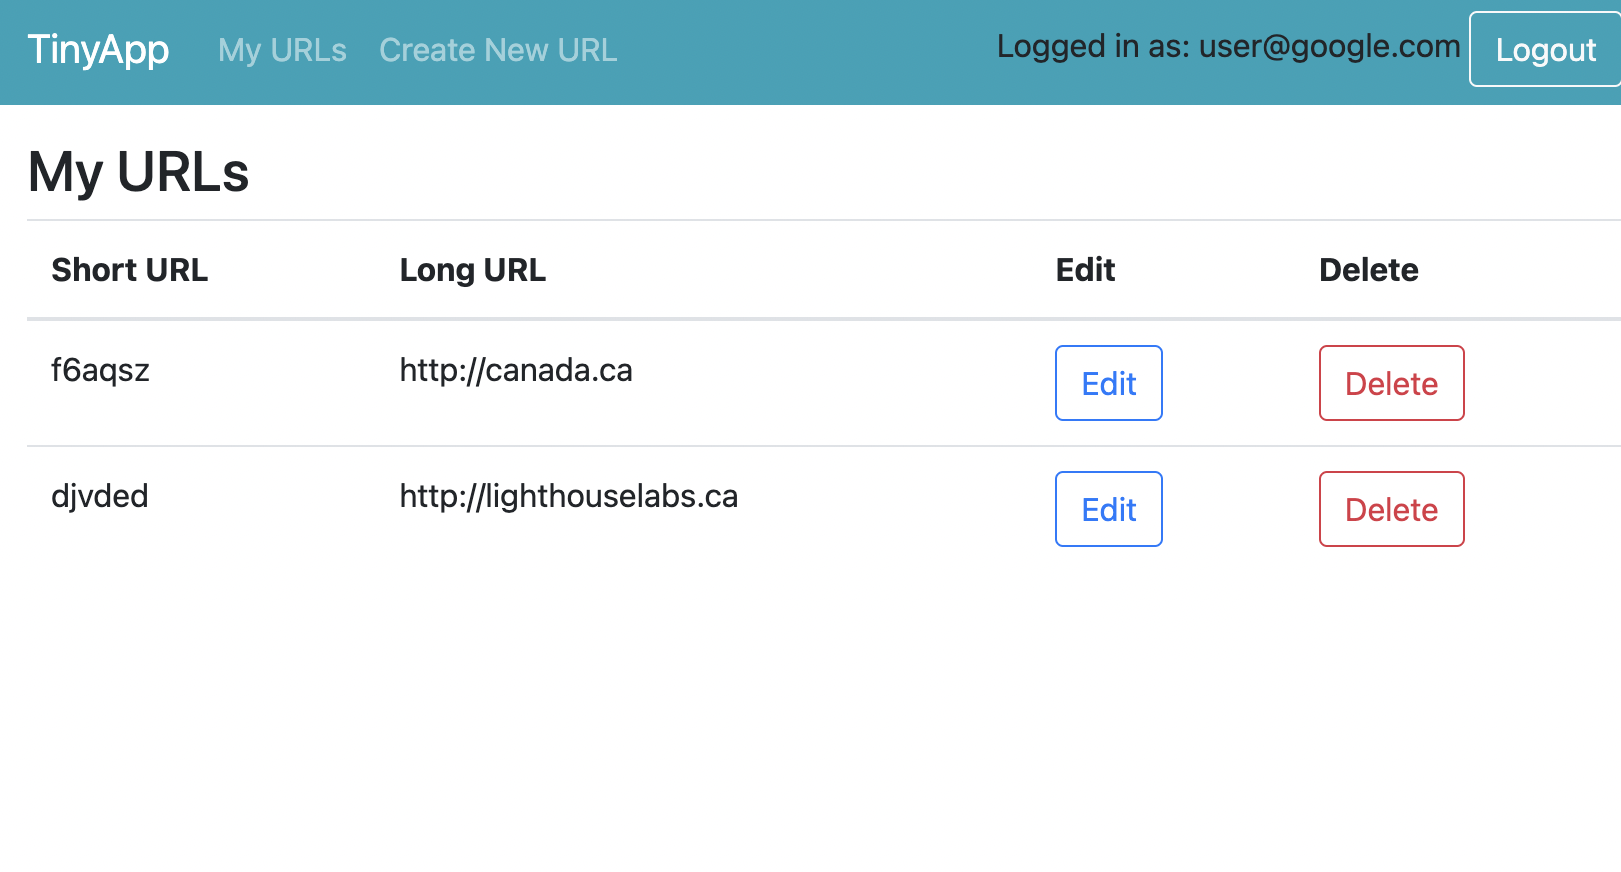 TinyApp My URLs Create New URL Logged in as: user@google.com Logout
My URLs
Short URL Long URL Edit Delete
f6aqsz http://canada.ca Edit Delete
djvded http://lighthouselabs.ca Edit Delete